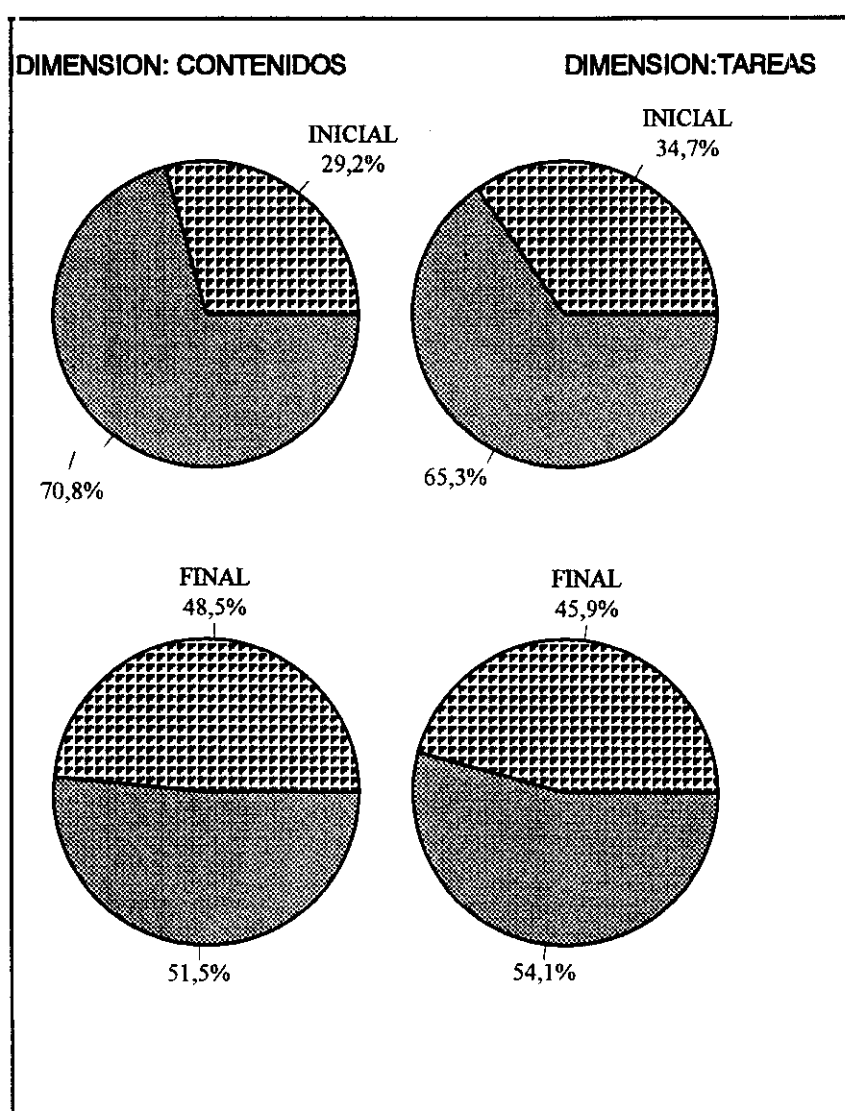 DIMENSION: CONTENIDOS
DIMENSION:TAREAS
INICIAL
29,2%
70,8%
INICIAL
34,7%
65,3%
FINAL
48,5%
51,5%
FINAL
45,9%
54,1%